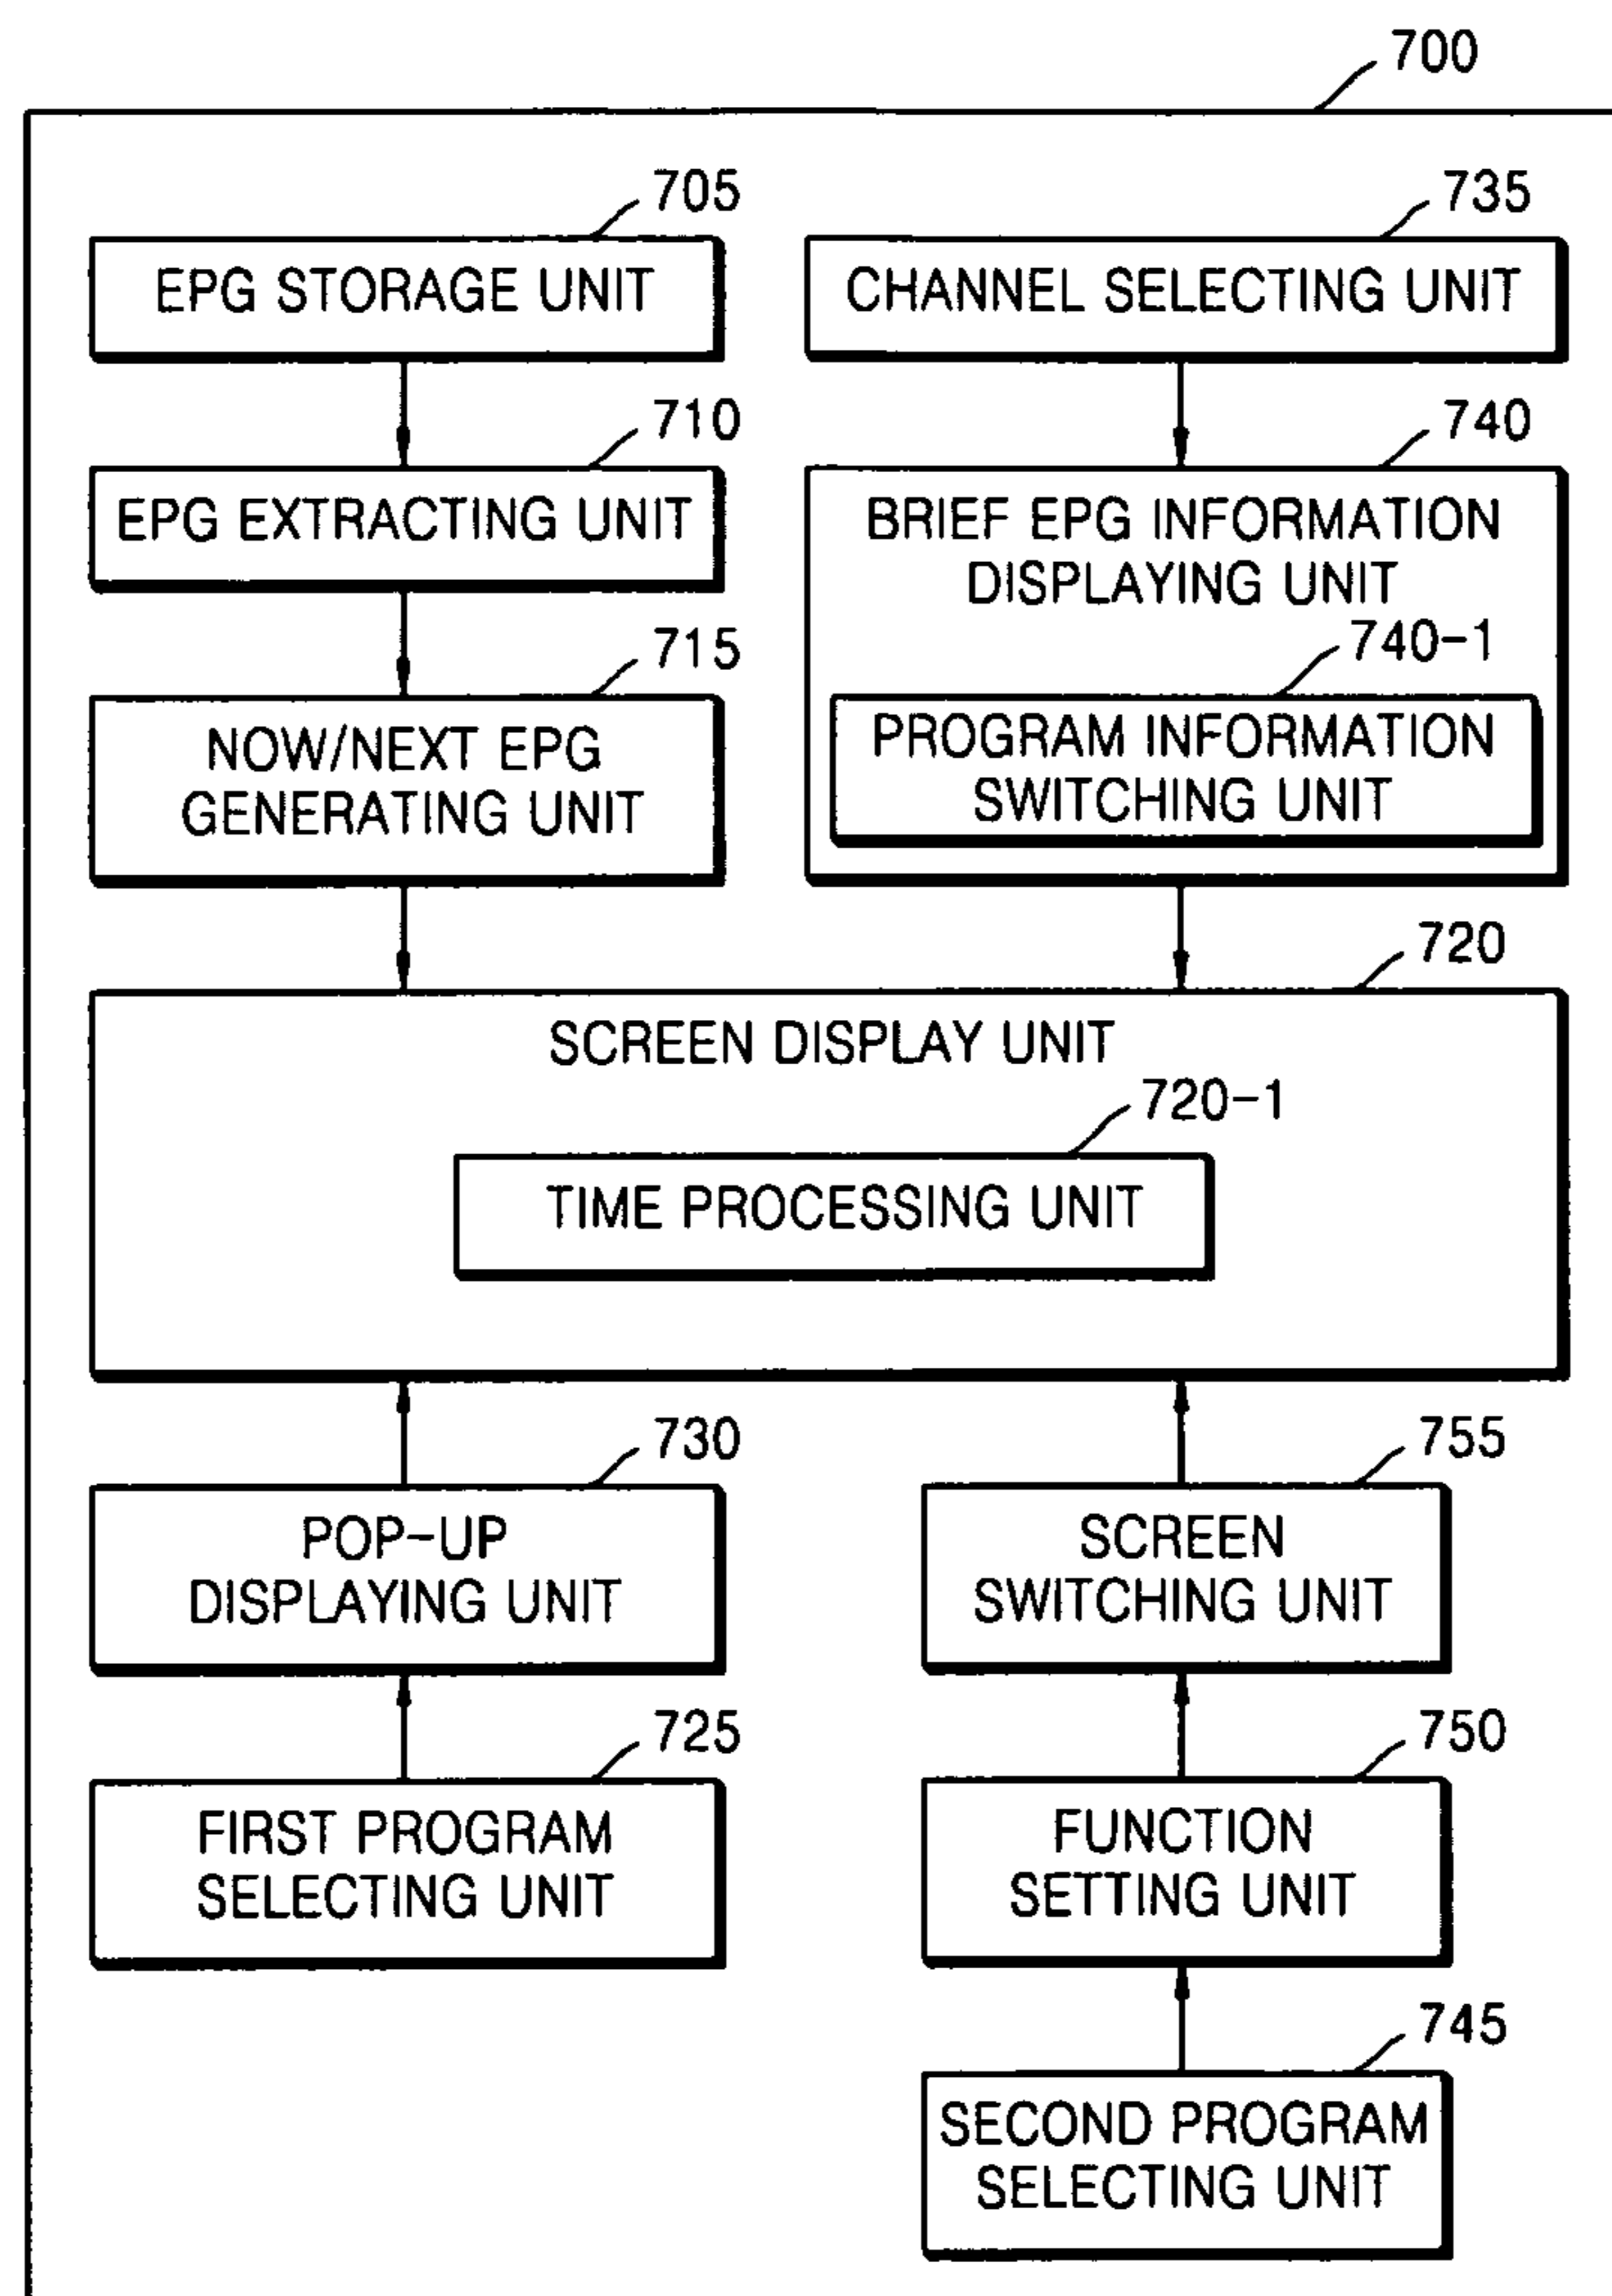 700
705
EPG STORAGE UNIT
735
CHANNEL SELECTING UNIT
710
EPG EXTRACTING UNIT
740
BRIEF EPG INFORMATION
DISPLAYING UNIT
740-1
PROGRAM INFORMATION
SWITCHING UNIT
715
NOW/NEXT EPG
GENERATING UNIT
720
SCREEN DISPLAY UNIT
720-1
TIME PROCESSING UNIT
730
POP-UP
DISPLAYING UNIT
755
SCREEN
SWITCHING UNIT
725
FIRST PROGRAM
SELECTING UNIT
750
FUNCTION
SETTING UNIT
745
SECOND PROGRAM
SELECTING UNIT